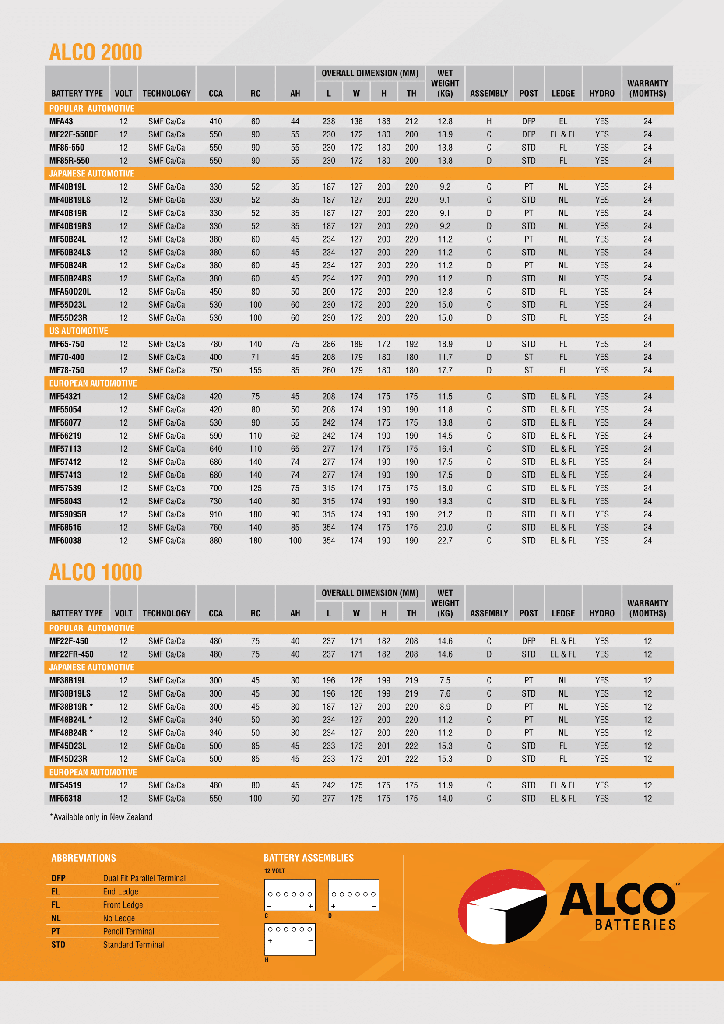 ALCO 2000
OVERALL DIMENSION (MM) WET WEIGHT (KG) WARRANTY (MONTHS)
BATTERY TYPE VOLT TECHNOLOGY CCA RC AH L W H TH ASSEMBLY POST LEDGE HYDRO
POPULAR AUTOMOTIVE
MFA43 12 SMF Ca/Ca 410 44 238 212 12.8 H DFP EL YES 24
12 SMF Ca/Ca 550 90 55 230 172 180 200 13.9 C DFP EL & FL YES 24
12 SMF Ca/Ca 550 90 55 230 172 180 200 13.8 C STD FL YES 24
MF85R-550 12 SMF Ca/Ca 550 90 55 230 172 180 200 13.8 D STD FL YES 24
JAPANESE AUTOMOTIVE
MF40B19L 12 SMF Ca/Ca 330 52 35 187 127 200 220 9.2 C PT NL YES 24
MF40B19LS 12 SMF Ca/Ca 330 52 35 187 127 200 220 9.1 C STD NL YES 24
MF40B19R 12 SMF Ca/Ca 330 52 35 187 127 200 220 9.1 D PT NL YES 24
MF40B19RS 12 SMF Ca/Ca 330 52 35 187 127 200 220 9.2 D STD NL YES 24
MF50B24L 12 SMF Ca/Ca 60 45 234 127 200 220 11.2 C PT NL YES 24
MF50B24LS 12 SMF Ca/Ca 60 45 234 127 200 220 11.2 C STD NL YES 24
MF50B24R 12 SMF Ca/Ca 60 45 234 127 200 220 11.2 D PT NL YES 24
MF50B24RS 12 SMF Ca/Ca 60 45 234 127 200 220 11.2 D STD NL YES 24
MFA50D20L 12 SMF Ca/Ca 450 80 50 200 172 200 220 12.8 C STD FL YES 24
MF55D23L 12 SMF Ca/Ca 530 100 60 230 172 200 220 15.0 C STD FL YES 24
MF55D23R 12 SMF Ca/Ca 530 100 60 230 172 200 220 15.0 D STD FL YES 24
US AUTOMOTIVE
MF65-750 12 SMF Ca/Ca 780 140 75 286 189 172 192 18.9 D STD FL YES 24
MF70-400 12 SMF Ca/Ca 400 71 45 208 179 180 180 11.7 D ST FL YES 24
MF78-750 12 SMF Ca/Ca 750 155 85 260 179 180 180 17.7 D ST FL YES 24
EUROPEAN AUTOMOTIVE
MF54321 12 SMF Ca/Ca 420 75 45 208 174 175 175 11.5 C STD EL & FL YES 24
MF55054 12 SMF Ca/Ca 420 80 50 208 174 190 190 11.8 C STD EL & FL YES 24
MF56077 12 SMF Ca/Ca 530 90 55 242 174 175 175 13.8 C STD EL & FL YES 24
MF56219 12 SMF Ca/Ca 590 110 62 242 174 190 190 14.5 C STD EL & FL YES 24
MF57113 12 SMF Ca/Ca 640 110 65 277 174 175 175 16.4 C STD EL & FL YES 24
MF57412 12 SMF Ca/Ca 680 140 74 277 174 190 190 17.5 C STD EL & FL YES 24
MF57413 12 SMF Ca/Ca 680 140 74 277 174 190 190 17.5 D STD EL & FL YES 24
MF57539 12 SMF Ca/Ca 700 125 75 315 174 175 175 18.0 C STD EL & FL YES 24
MF58043 12 SMF Ca/Ca 730 140 80 315 174 190 190 19.3 C STD EL & FL YES 24
MF59095R 12 SMF Ca/Ca 910 180 90 315 174 190 190 21.2 D STD EL & FL YES 24
MF58516 12 SMF Ca/Ca 760 140 85 354 174 175 175 20.0 C STD EL & FL YES 24
MF60038 12 SMF Ca/Ca 880 180 100 354 174 190 190 22.7 C STD EL & FL YES 24
ALCO 1000
OVERALL DIMENSION (MM) WET WEIGHT (KG) WARRANTY (MONTHS)
BATTERY TYPE VOLT TECHNOLOGY CCA RC AH L W H TH ASSEMBLY POST LEDGE HYDRO
POPULAR AUTOMOTIVE
MF22F-450 12 SMF Ca/Ca 480 75 40 237 171 182 208 14.6 C DFP EL & FL YES 12
MF22FR-450 12 SMF Ca/Ca 480 75 40 237 171 182 208 14.6 D STD EL & FL YES 12
JAPANESE AUTOMOTIVE
MF38B19L 12 SMF Ca/Ca 300 45 30 196 128 199 219 7.5 C PT NL YES 12
MF38B19LS 12 SMF Ca/Ca 300 45 30 196 128 199 219 7.6 C STD NL YES 12
MF38B19R * 12 SMF Ca/Ca 300 45 30 187 127 200 220 8.9 D PT NL YES 12
MF48B24L * 12 SMF Ca/Ca 340 50 30 234 127 200 220 11.2 C PT NL YES 12
MF48B24R * 12 SMF Ca/Ca 340 50 30 234 127 200 220 11.2 D PT NL YES 12
MF45D23L 12 SMF Ca/Ca 500 85 45 233 173 201 222 15.3 C STD FL YES 12
MF45D23R 12 SMF Ca/Ca 500 85 45 233 173 201 222 15.3 D STD FL YES 12
EUROPEAN AUTOMOTIVE
MF54519 12 SMF Ca/Ca 460 80 45 242 175 175 175 11.9 C STD EL & FL YES 12
12 SMF Ca/Ca 550 100 50 277 175 175 175 14.0 C STD EL & FL YES 12
*Available only in New Zealand
ABBREVIATIONS
DFP Dual Fit Parallel Terminal
EL End Ledge
FL Front Ledge
NL No Ledge
PT Pencil Terminal
STD Standard Terminal
BATTERY ASSEMBLIES
12 VOLT
- + + -
C D
+ -
H
ALCO™
BATTERIES